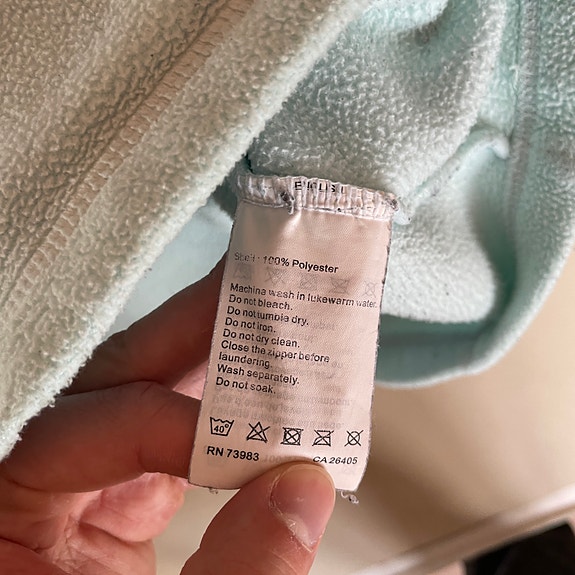 Shell : 100% Polyester
Machine wash in lukewarm water.
Do not bleach.
Do not tumble dry.
Do not iron.
Do not dry clean.
Close the zipper before
laundering.
Wash separately.
Do not soak.
40°
RN 73983
CA 26405